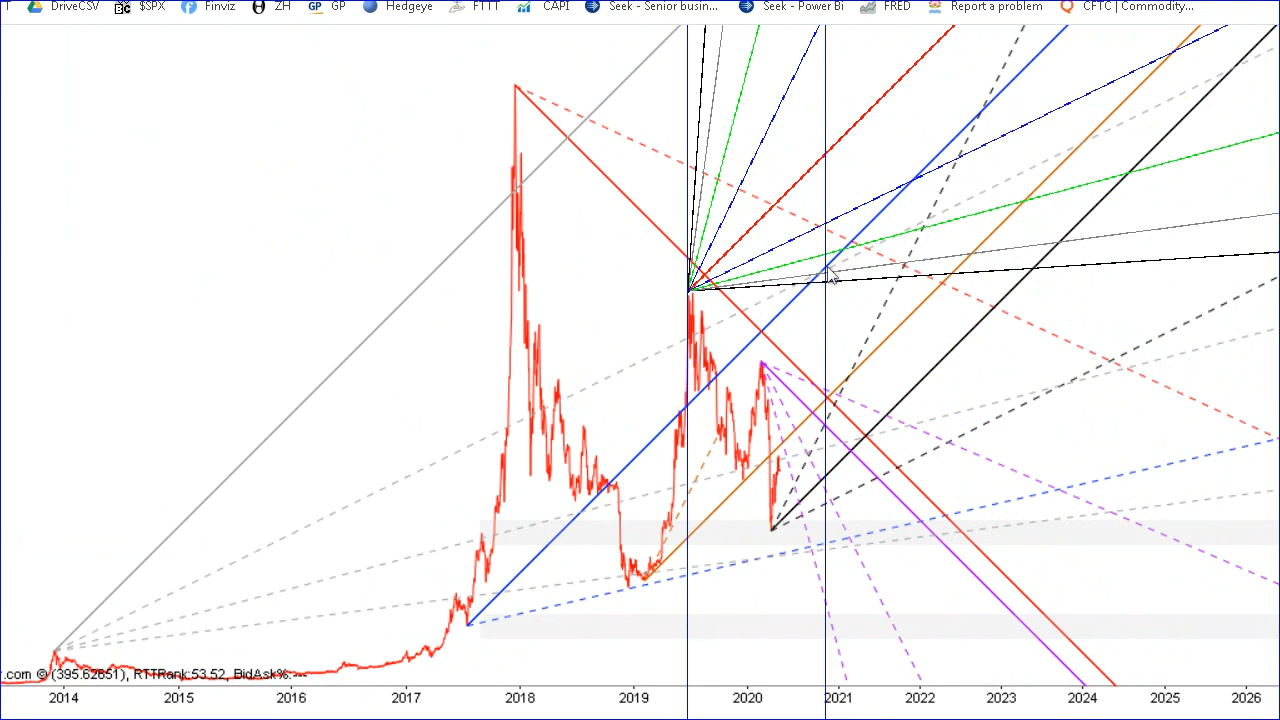 DriveCSV $SPX Finviz ZH GP GP Hedgeye FTTT CAPI Seek - Senior busin... Seek - Power Bi FRED Report a problem CFTC | Commodity...
.com © (395.62651), RTTRank:53.52, BidAsk%:---
2014 2015 2016 2017 2018 2019 2020 2021 2022 2023 2024 2025 2026